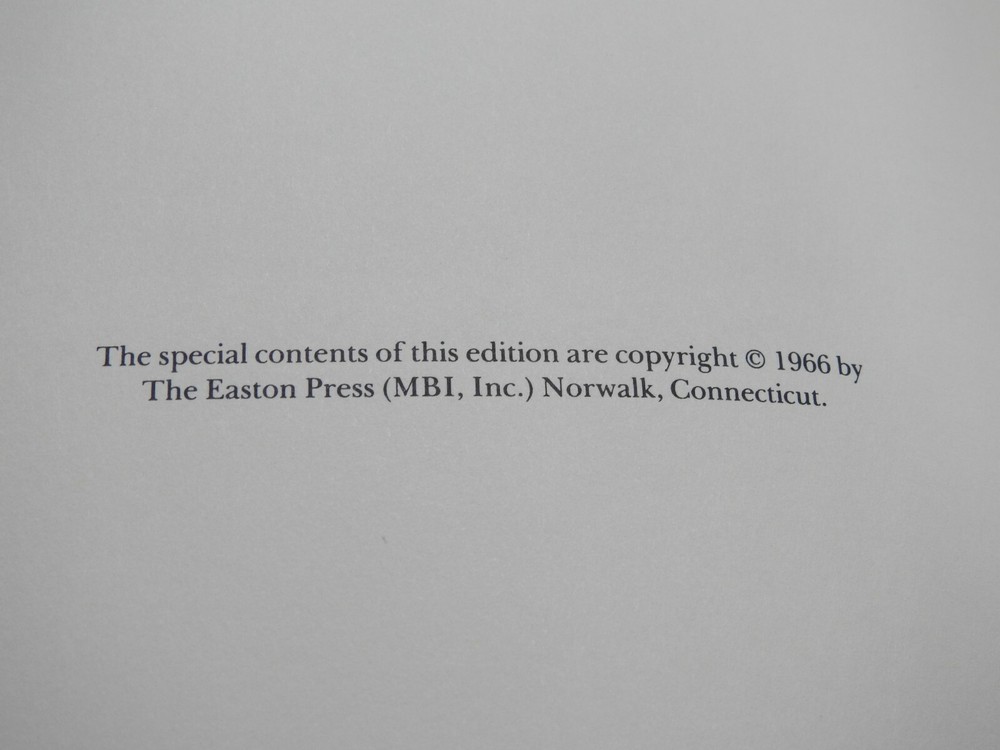 The special contents of this edition are copyright © 1966 by
The Easton Press (MBI, Inc.) Norwalk, Connecticut.